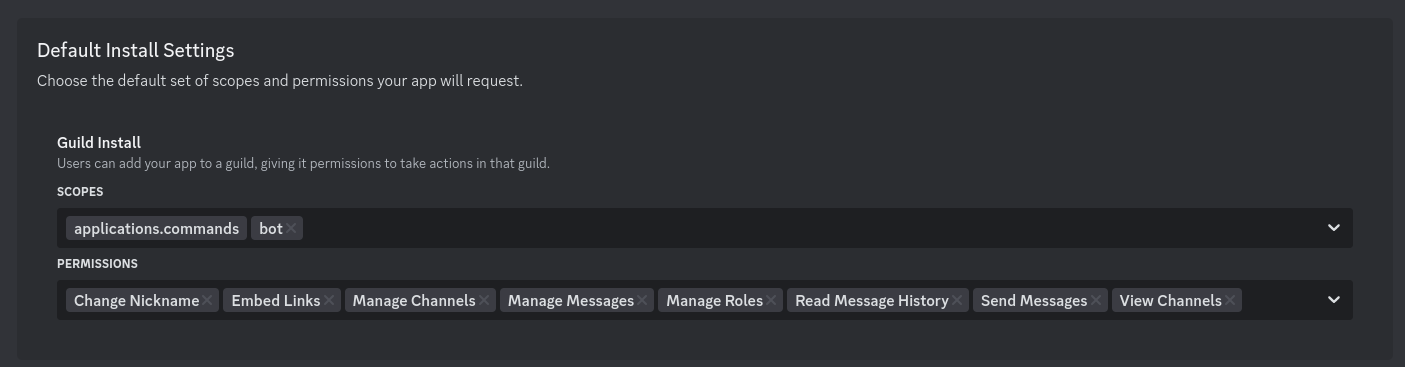 Default Install Settings
Choose the default set of scopes and permissions your app will request.
Guild Install
Users can add your app to a guild, giving it permissions to take actions in that guild.
SCOPES
applications.commands bot
PERMISSIONS
Change Nickname Embed Links Manage Channels Manage Messages Manage Roles Read Message History Send Messages View Channels